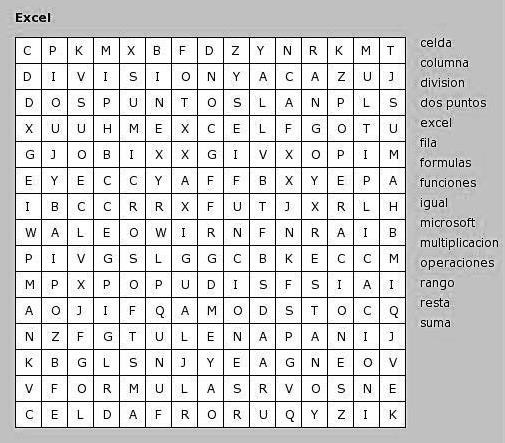 Excel
C P K M X B F D Z Y N R K M T
D I V I S I O N Y A C A Z U J
D O S P U N T O S L A N P L S
X U U H M E X C E L F G O T U
G J O B I X X G I V X O P I M
E Y E C C Y A F F B X Y E P A
I B C C R R X F U T J X R L H
W A L E O W I R N F N R A I B
P I V G S L G G C B K E C C M
M P X P O P U D I S F S I A I
A O J I F Q A M O D S T O C Q
N Z F G T U L E N A P A N I J
K B G L S N J Y E A G N E O V
V F O R M U L A S R V O S N E
C E L D A F R O R U Q Y Z I K
celda
columna
division
dos puntos
excel
fila
formulas
funciones
igual
microsoft
multiplicacion
operaciones
rango
resta
suma